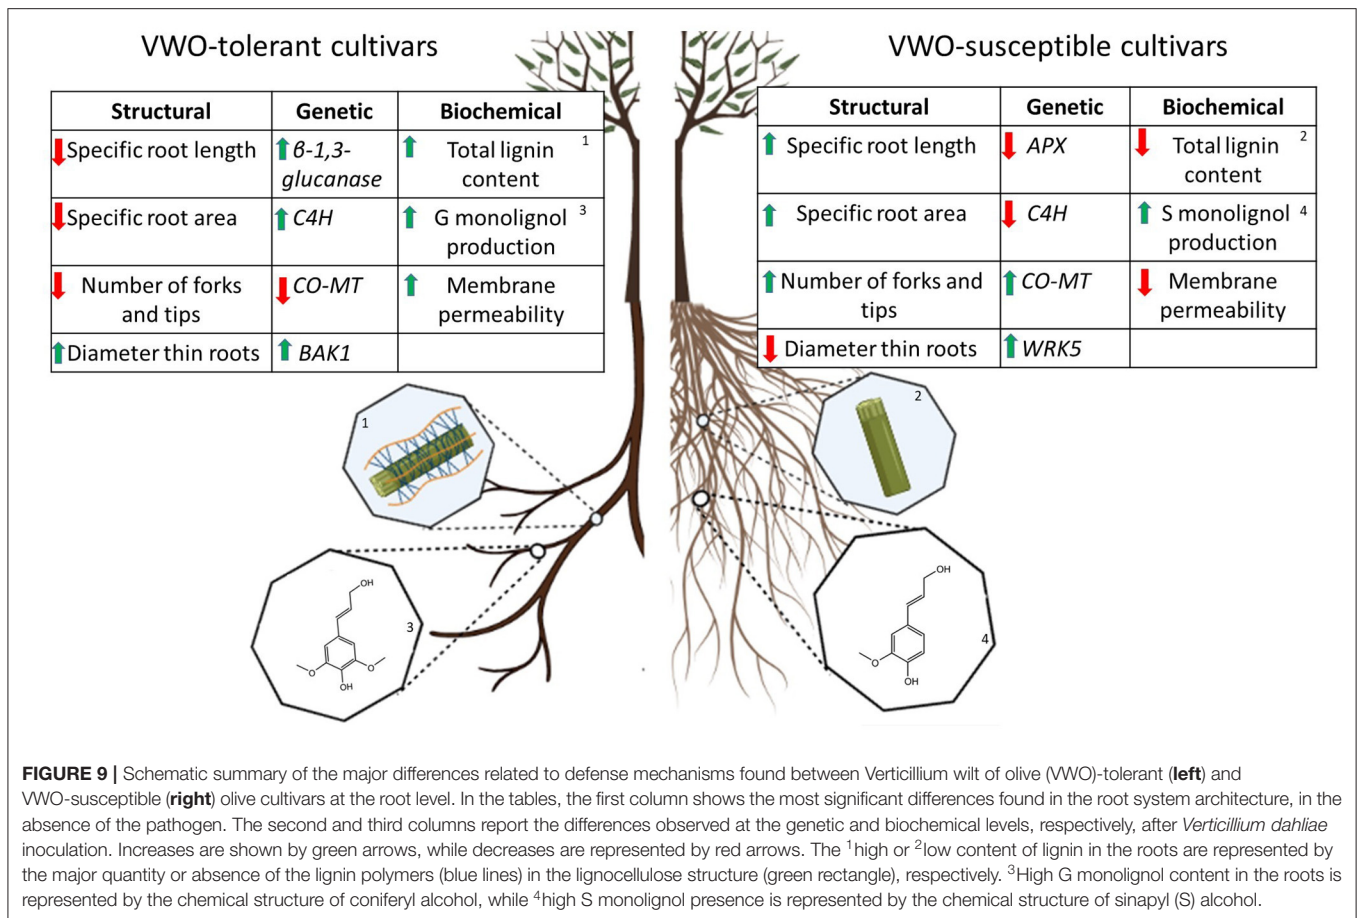 VWO-tolerant cultivars
Structural Genetic Biochemical
Specific root length β-1,3-glucanase Total lignin content 1
Specific root area C4H G monolignol production 3
Number of forks and tips CO-MT Membrane permeability
Diameter thin roots BAK1
VWO-susceptible cultivars
Structural Genetic Biochemical
Specific root length APX Total lignin content 2
Specific root area C4H S monolignol production 4
Number of forks and tips CO-MT Membrane permeability
Diameter thin roots WRK5
1
2
3
OH
O
O
OH
4
OH
O
OH
FIGURE 9 | Schematic summary of the major differences related to defense mechanisms found between Verticillium wilt of olive (VWO)-tolerant (left) and
VWO-susceptible (right) olive cultivars at the root level. In the tables, the first column shows the most significant differences found in the root system architecture, in the
absence of the pathogen. The second and third columns report the differences observed at the genetic and biochemical levels, respectively, after Verticillium dahliae
inoculation. Increases are shown by green arrows, while decreases are represented by red arrows. The 1high or 2low content of lignin in the roots are represented by
the major quantity or absence of the lignin polymers (blue lines) in the lignocellulose structure (green rectangle), respectively. 3High G monolignol content in the roots is
represented by the chemical structure of coniferyl alcohol, while 4high S monolignol presence is represented by the chemical structure of sinapyl (S) alcohol.